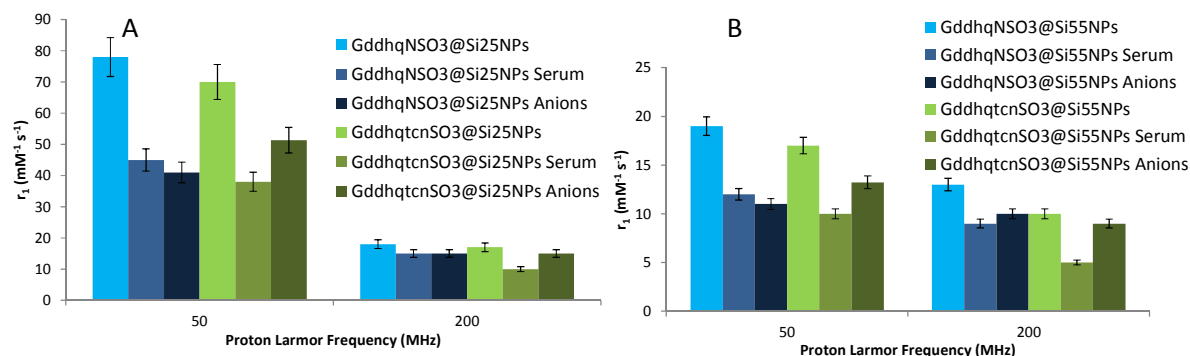 A
90
80
70
60
50
40
30
20
10
0
r1 (mM-1 s-1)
50
200
Proton Larmor Frequency (MHz)
GddhqNSO3@Si25NPs
GddhqNSO3@Si25NPs Serum
GddhqNSO3@Si25NPs Anions
GddhqtcnSO3@Si25NPs
GddhqtcnSO3@Si25NPs Serum
GddhqtcnSO3@Si25NPs Anions
B
25
20
15
10
5
0
r1 (mM-1 s-1)
50
200
Proton Larmor Frequency (MHz)
GddhqNSO3@Si55NPs
GddhqNSO3@Si55NPs Serum
GddhqNSO3@Si55NPs Anions
GddhqtcnSO3@Si55NPs
GddhqtcnSO3@Si55NPs Serum
GddhqtcnSO3@Si55NPs Anions